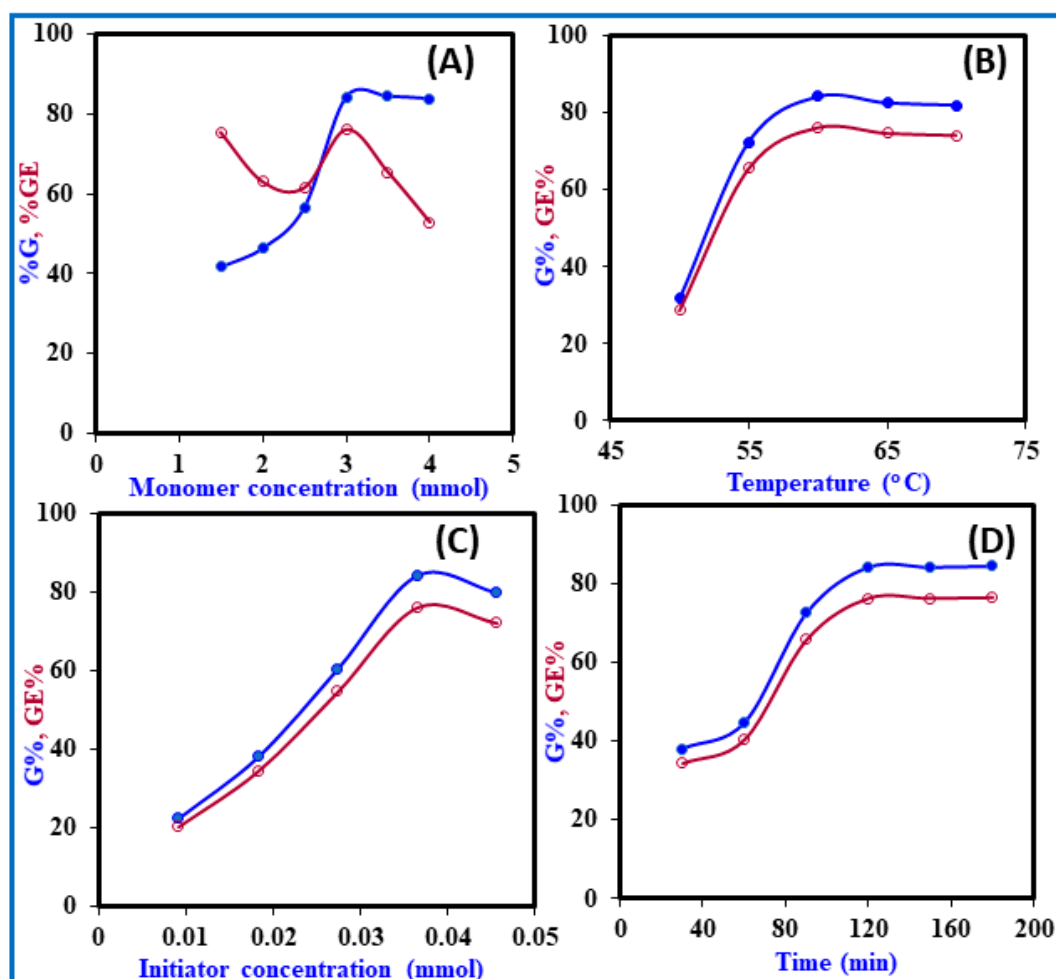 (A)
%G, %GE
100
80
60
40
20
0
0 1 2 3 4 5
Monomer concentration (mmol)
(B)
G%, GE%
100
80
60
40
20
0
45 55 65 75
Temperature (°C)
(C)
G%, GE%
100
80
60
40
20
0
0 0.01 0.02 0.03 0.04 0.05
Initiator concentration (mmol)
(D)
G%, GE%
100
80
60
40
20
0
0 40 80 120 160 200
Time (min)